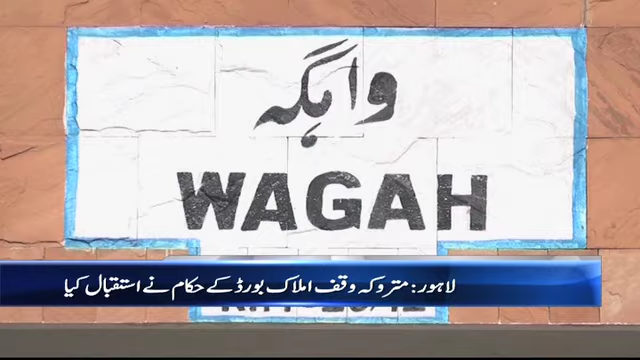 واہگہ
WAGAH
لاہور: متروکہ وقف املاک بورڈ کے حکام نے استقبال کیا